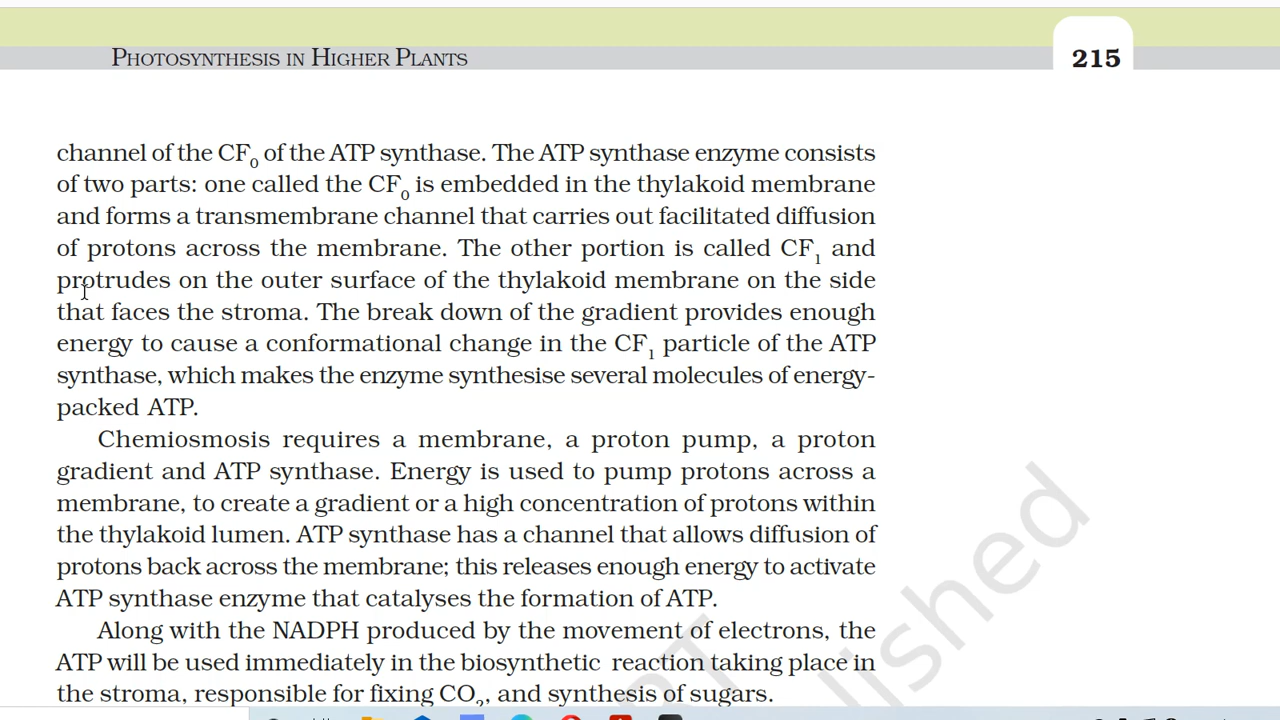 PHOTOSYNTHESIS IN HIGHER PLANTS
215
channel of the CF0 of the ATP synthase. The ATP synthase enzyme consists
of two parts: one called the CF0 is embedded in the thylakoid membrane
and forms a transmembrane channel that carries out facilitated diffusion
of protons across the membrane. The other portion is called CF1 and
protrudes on the outer surface of the thylakoid membrane on the side
that faces the stroma. The break down of the gradient provides enough
energy to cause a conformational change in the CF1 particle of the ATP
synthase, which makes the enzyme synthesise several molecules of energy-
packed ATP.
Chemiosmosis requires a membrane, a proton pump, a proton
gradient and ATP synthase. Energy is used to pump protons across a
membrane, to create a gradient or a high concentration of protons within
the thylakoid lumen. ATP synthase has a channel that allows diffusion of
protons back across the membrane; this releases enough energy to activate
ATP synthase enzyme that catalyses the formation of ATP.
Along with the NADPH produced by the movement of electrons, the
ATP will be used immediately in the biosynthetic reaction taking place in
the stroma, responsible for fixing CO2, and synthesis of sugars.